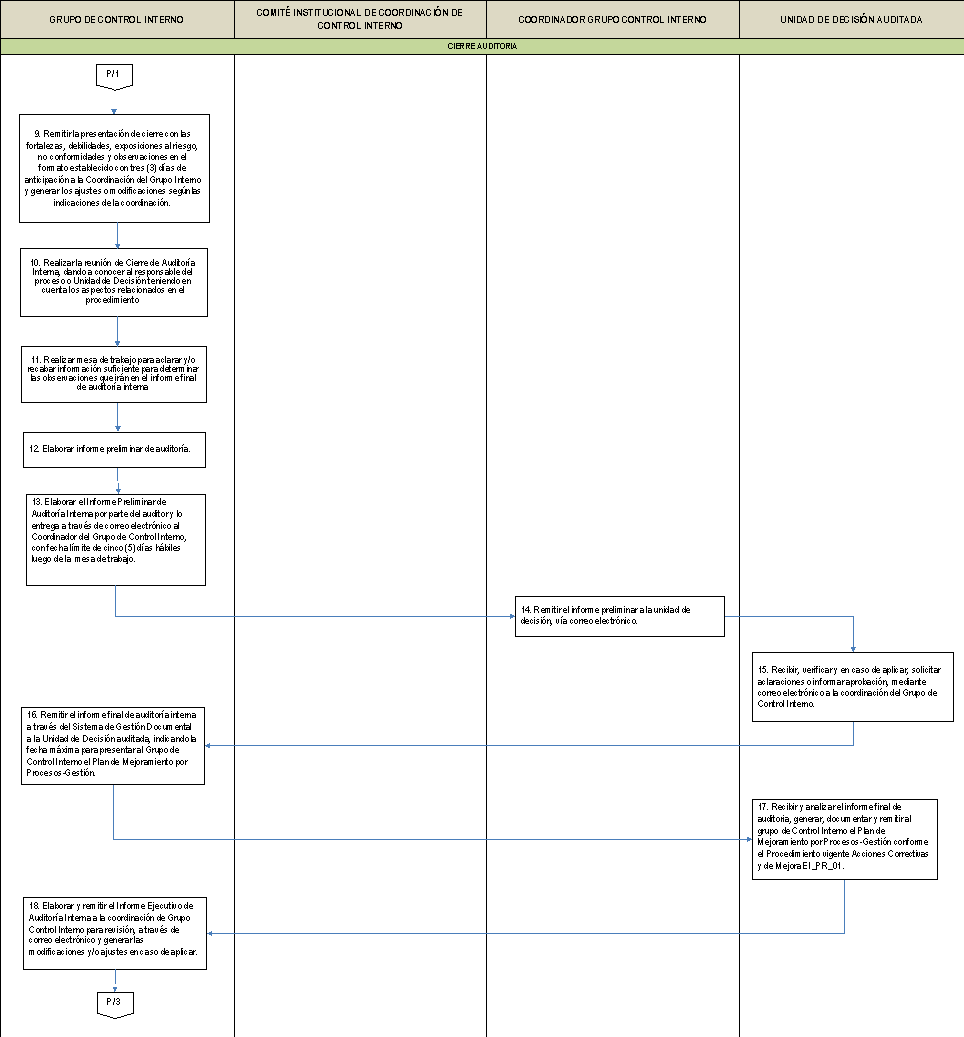 GRUPO DE CONTROL INTERNO
COMITÉ INSTITUCIONAL DE COORDINACIÓN DE
CONTROL INTERNO
COORDINADOR GRUPO CONTROL INTERNO
UNIDAD DE DECISIÓN AUDITADA
CIERRE AUDITORIA
P/1
9. Remitir la presentación de cierre con las
fortalezas, debilidades, exposiciones al riesgo,
no conformidades y observaciones en el
formato establecido con tres (3) días de
anticipación a la Coordinación del Grupo Interno
y generar los ajustes o modificaciones según las
indicaciones de la coordinación.
10. Realizar la reunión de Cierre de Auditoría
Interna, dando a conocer al responsable del
proceso o Unidad de Decisión teniendo en
cuenta los aspectos relacionados en el
procedimiento
11. Realizar mesa de trabajo para aclarar y/o
recabar información suficiente para determinar
las observaciones que irán en el informe final
de auditoría interna
12. Elaborar informe preliminar de auditoría.
13. Elaborar el Informe Preliminar de
Auditoría Interna por parte del auditor y lo
entrega a través de correo electrónico al
Coordinador del Grupo de Control Interno,
con fecha límite de cinco (5) días hábiles
luego de la mesa de trabajo.
14. Remitir el informe preliminar a la unidad de
decisión, vía correo electrónico.
15. Recibir, verificar y en caso de aplicar, solicitar
aclaraciones o informar aprobación, mediante
correo electrónico a la coordinación del Grupo de
Control Interno.
16. Remitir el informe final de auditoría interna
a través del Sistema de Gestión Documental
a la Unidad de Decisión auditada, indicando la
fecha máxima para presentar al Grupo de
Control Interno el Plan de Mejoramiento por
Procesos-Gestión.
17. Recibir y analizar el informe final de
auditoria, generar, documentar y remitir al
grupo de Control Interno el Plan de
Mejoramiento por Procesos-Gestión conforme
el Procedimiento vigente Acciones Correctivas
y de Mejora EI_PR_01.
18. Elaborar y remitir el Informe Ejecutivo de
Auditoría Interna a la coordinación de Grupo
Control Interno para revisión, a través de
correo electrónico y generar las
modificaciones y/o ajustes en caso de aplicar.
P/3